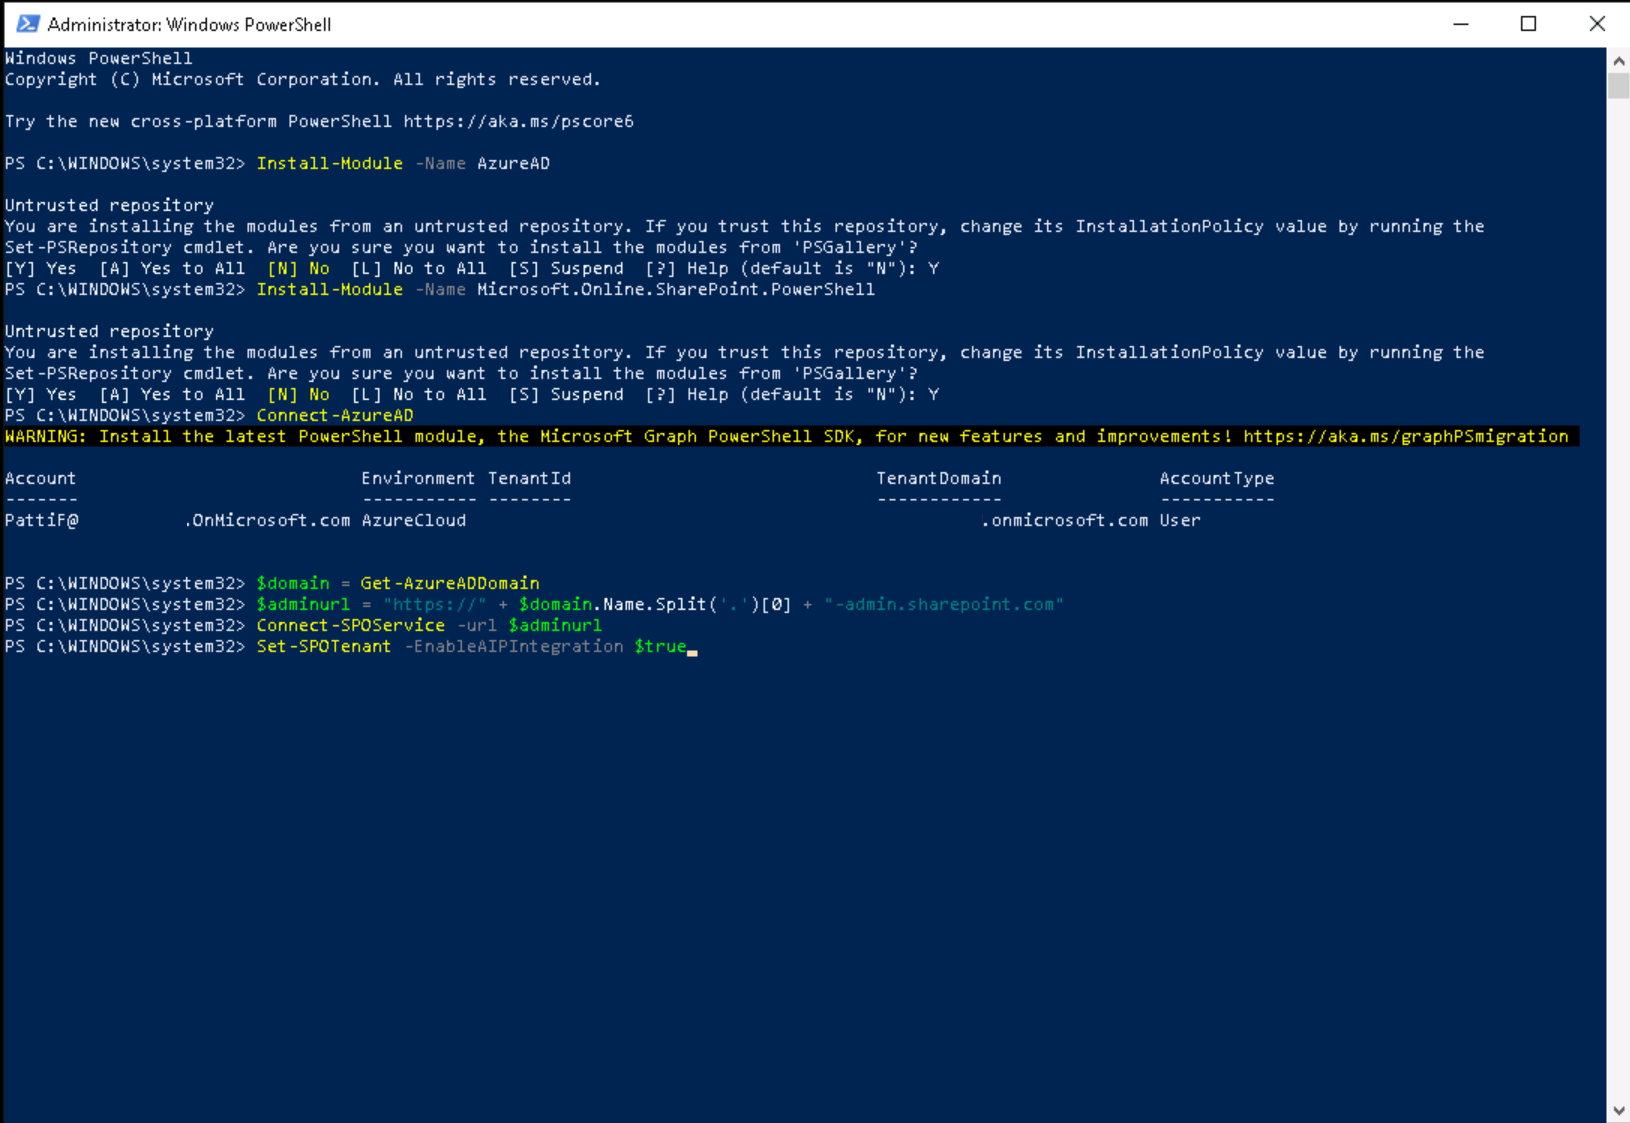 Administrator: Windows PowerShell
Windows PowerShell
Copyright (C) Microsoft Corporation. All rights reserved.
Try the new cross-platform PowerShell https://aka.ms/pscore6
PS C:\WINDOWS\system32> Install-Module -Name AzureAD
Untrusted repository
You are installing the modules from an untrusted repository. If you trust this repository, change its InstallationPolicy value by running the
Set-PSRepository cmdlet. Are you sure you want to install the modules from 'PSGallery'?
[Y] Yes  [A] Yes to All  [N] No  [L] No to All  [S] Suspend  [?] Help (default is "N"): Y
PS C:\WINDOWS\system32> Install-Module -Name Microsoft.Online.SharePoint.PowerShell
Untrusted repository
You are installing the modules from an untrusted repository. If you trust this repository, change its InstallationPolicy value by running the
Set-PSRepository cmdlet. Are you sure you want to install the modules from 'PSGallery'?
[Y] Yes  [A] Yes to All  [N] No  [L] No to All  [S] Suspend  [?] Help (default is "N"): Y
PS C:\WINDOWS\system32> Connect-AzureAD
WARNING: Install the latest PowerShell module, the Microsoft Graph PowerShell SDK, for new features and improvements! https://aka.ms/graphPSmigration
Account Environment TenantId TenantDomain AccountType
------- ----------- -------- ------------ -----------
PattiF@ .OnMicrosoft.com AzureCloud .onmicrosoft.com User
PS C:\WINDOWS\system32> $domain = Get-AzureADDomain
PS C:\WINDOWS\system32> $adminurl = "https://" + $domain.Name.Split('.')[0] + "-admin.sharepoint.com"
PS C:\WINDOWS\system32> Connect-SPOService -url $adminurl
PS C:\WINDOWS\system32> Set-SPOTenant -EnableAIPIntegration $true